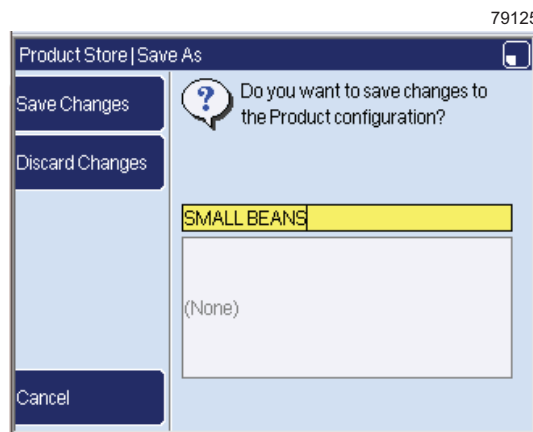 79125
Product Store | Save As
Save Changes
Do you want to save changes to
the Product configuration?
Discard Changes
SMALL BEANS
(None)
Cancel